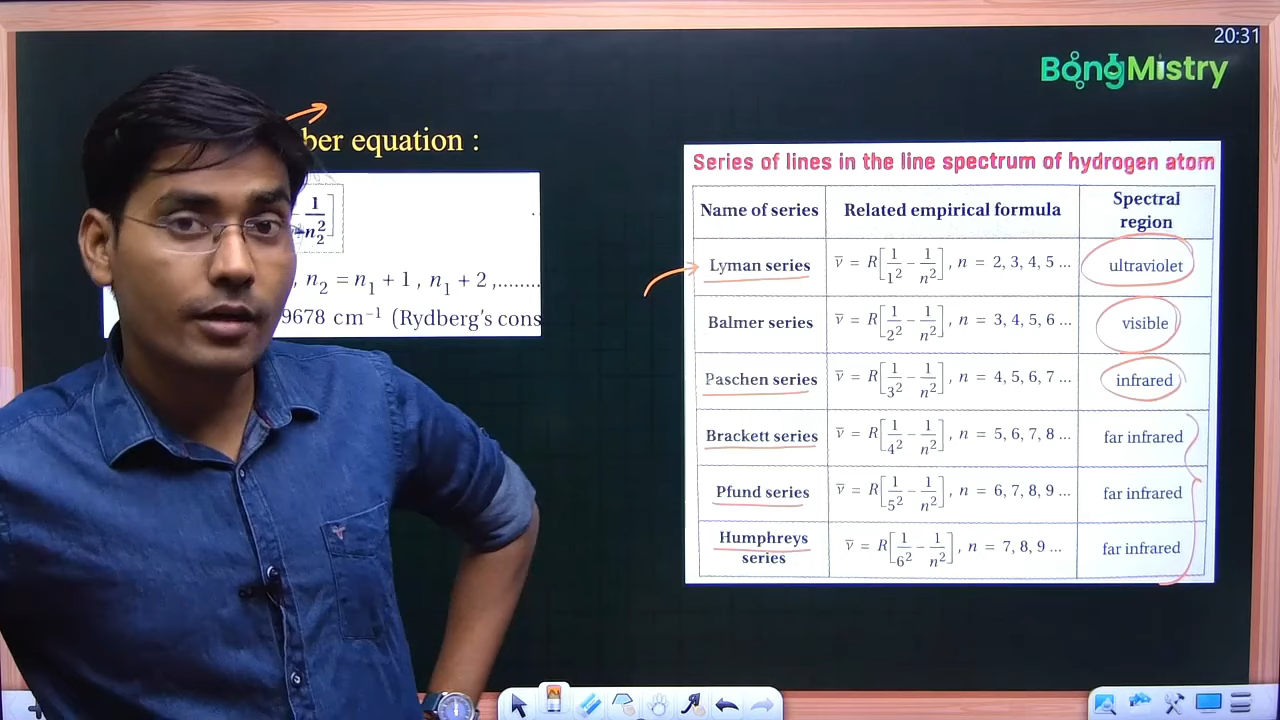 20:31
BongMistry
ber equation :
- 1/n₂²]
, n₂ = n₁ + 1 , n₁ + 2 ,........
9678 cm⁻¹ (Rydberg's cons
Series of lines in the line spectrum of hydrogen atom
Name of series | Related empirical formula | Spectral region
Lyman series | ν̅ = R[1/1² − 1/n²], n = 2, 3, 4, 5 ... | ultraviolet
Balmer series | ν̅ = R[1/2² − 1/n²], n = 3, 4, 5, 6 ... | visible
Paschen series | ν̅ = R[1/3² − 1/n²], n = 4, 5, 6, 7 ... | infrared
Brackett series | ν̅ = R[1/4² − 1/n²], n = 5, 6, 7, 8 ... | far infrared
Pfund series | ν̅ = R[1/5² − 1/n²], n = 6, 7, 8, 9 ... | far infrared
Humphreys series | ν̅ = R[1/6² − 1/n²], n = 7, 8, 9 ... | far infrared